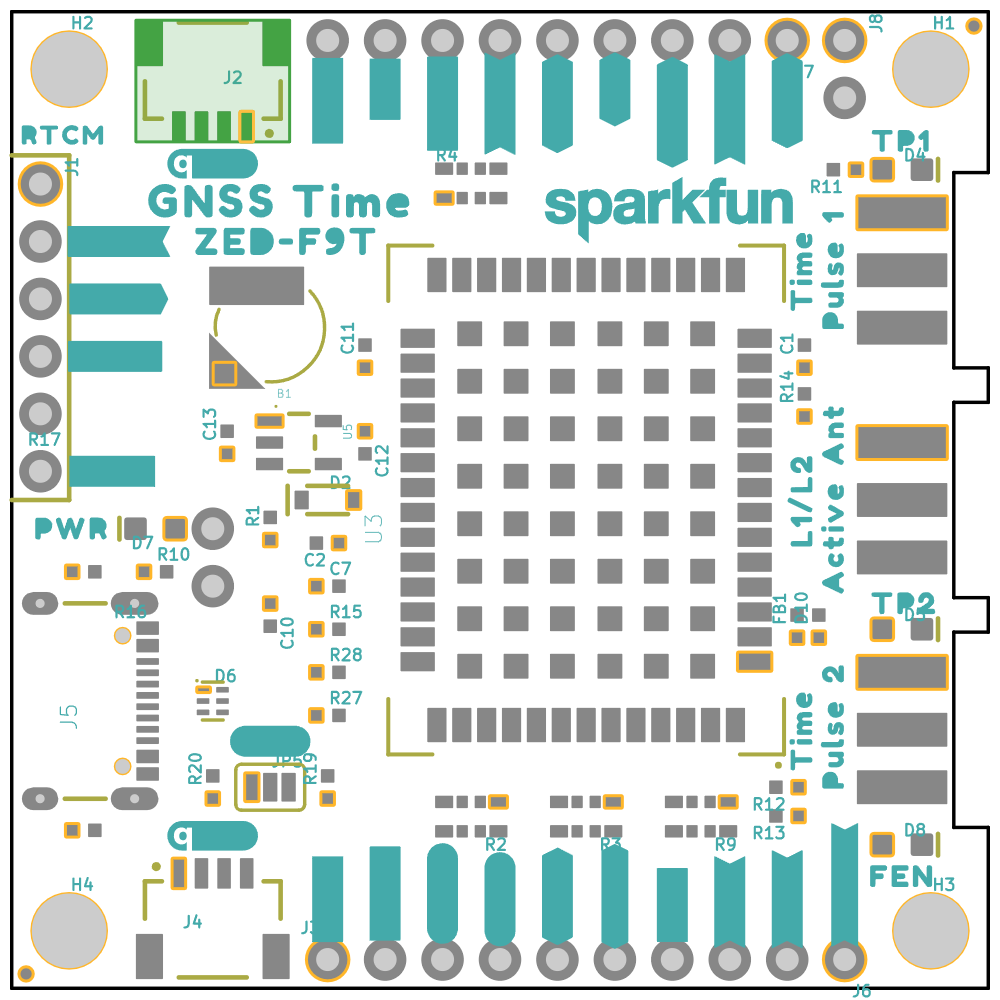 H2
J2
J8
H1
7
RTCM
J1
R4
TP1
D4
R11
GNSS Time
ZED-F9T
sparkfun
Time
Pulse 1
C11
C1
R14
B1
C13
U5
C12
R17
D2
L1/L2
Active Ant
PWR
D7
R1
U3
R10
C2
C7
R16
R15
C10
FB1
D10
TP2
D5
R28
D6
R27
J5
Time
Pulse 2
R20
JP5
R19
R12
R13
R2
R3
R9
D8
FEN
H4
J4
J3
H3
J6